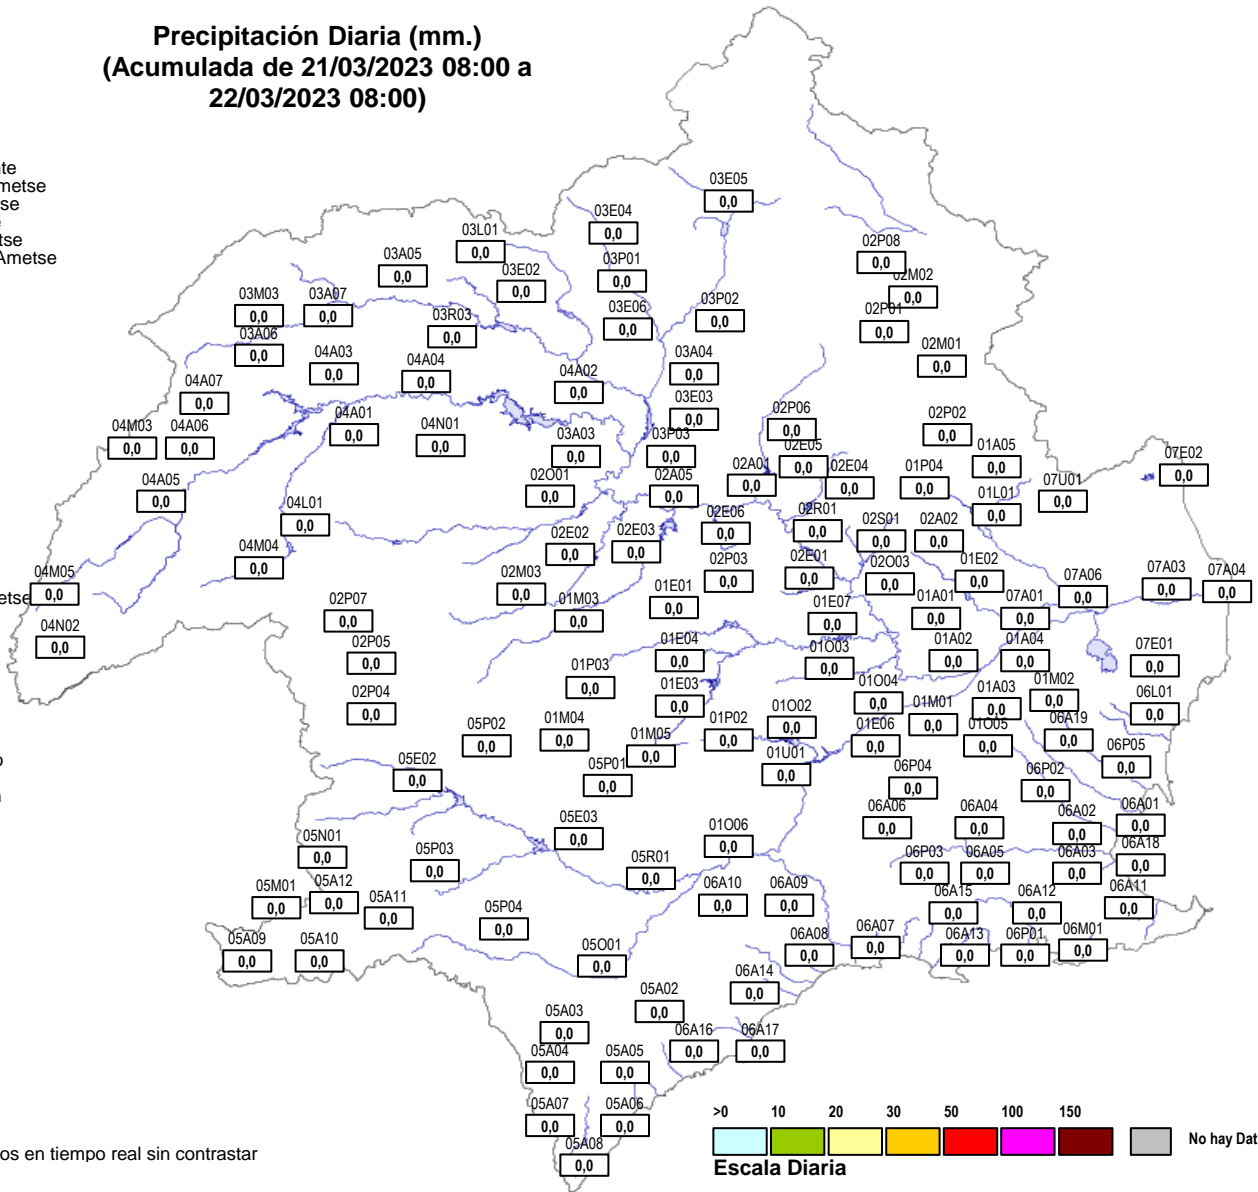 Precipitación Diaria (mm.)
(Acumulada de 21/03/2023 08:00 a
22/03/2023 08:00)
te
metse
se
tse
Ametse
etse
03E05
0,0
03E04
0,0
03L01
0,0
03A05
0,0
03E02
0,0
03P01
0,0
02P08
0,0
02M02
0,0
03M03
0,0
03A07
0,0
03R03
0,0
03E06
0,0
03P02
0,0
02P01
0,0
03A06
0,0
04A03
0,0
04A04
0,0
04A02
0,0
03A04
0,0
02M01
0,0
04A07
0,0
04A01
0,0
04N01
0,0
03E03
0,0
02P06
0,0
02P02
0,0
04M03
0,0
04A06
0,0
03A03
0,0
03P03
0,0
02E05
0,0
01A05
0,0
07E02
0,0
04A05
0,0
02O01
0,0
02A05
0,0
02A01
0,0
02E04
0,0
01P04
0,0
07U01
0,0
01L01
0,0
04L01
0,0
02E06
0,0
02R01
0,0
02S01
0,0
02A02
0,0
04M04
0,0
02E02
0,0
02E03
0,0
02P03
0,0
02E01
0,0
02O03
0,0
01E02
0,0
04M05
0,0
02M03
0,0
07A06
0,0
07A03
0,0
07A04
0,0
02P07
0,0
01M03
0,0
01E01
0,0
01E07
0,0
01A01
0,0
07A01
0,0
04N02
0,0
02P05
0,0
01E04
0,0
01O03
0,0
01A02
0,0
01A04
0,0
07E01
0,0
01P03
0,0
02P04
0,0
01E03
0,0
01O04
0,0
01A03
0,0
01M02
0,0
06L01
0,0
05P02
0,0
01M04
0,0
01P02
0,0
01O02
0,0
01M01
0,0
01E06
0,0
01O05
0,0
06A19
0,0
01M05
0,0
06P05
0,0
05E02
0,0
05P01
0,0
01U01
0,0
06P04
0,0
06P02
0,0
05E03
0,0
01O06
0,0
06A06
0,0
06A04
0,0
06A02
0,0
06A01
0,0
05N01
0,0
05P03
0,0
05R01
0,0
06P03
0,0
06A05
0,0
06A03
0,0
06A18
0,0
05M01
0,0
05A12
0,0
05A11
0,0
06A10
0,0
06A09
0,0
06A15
0,0
06A12
0,0
06A11
0,0
05P04
0,0
05A09
0,0
05A10
0,0
05O01
0,0
06A08
0,0
06A07
0,0
06A13
0,0
06P01
0,0
06M01
0,0
06A14
0,0
05A02
0,0
05A03
0,0
06A16
0,0
06A17
0,0
05A04
0,0
05A05
0,0
05A07
0,0
05A06
0,0
05A08
0,0
>0 10 20 30 50 100 150
No hay Dat
Escala Diaria
os en tiempo real sin contrastar